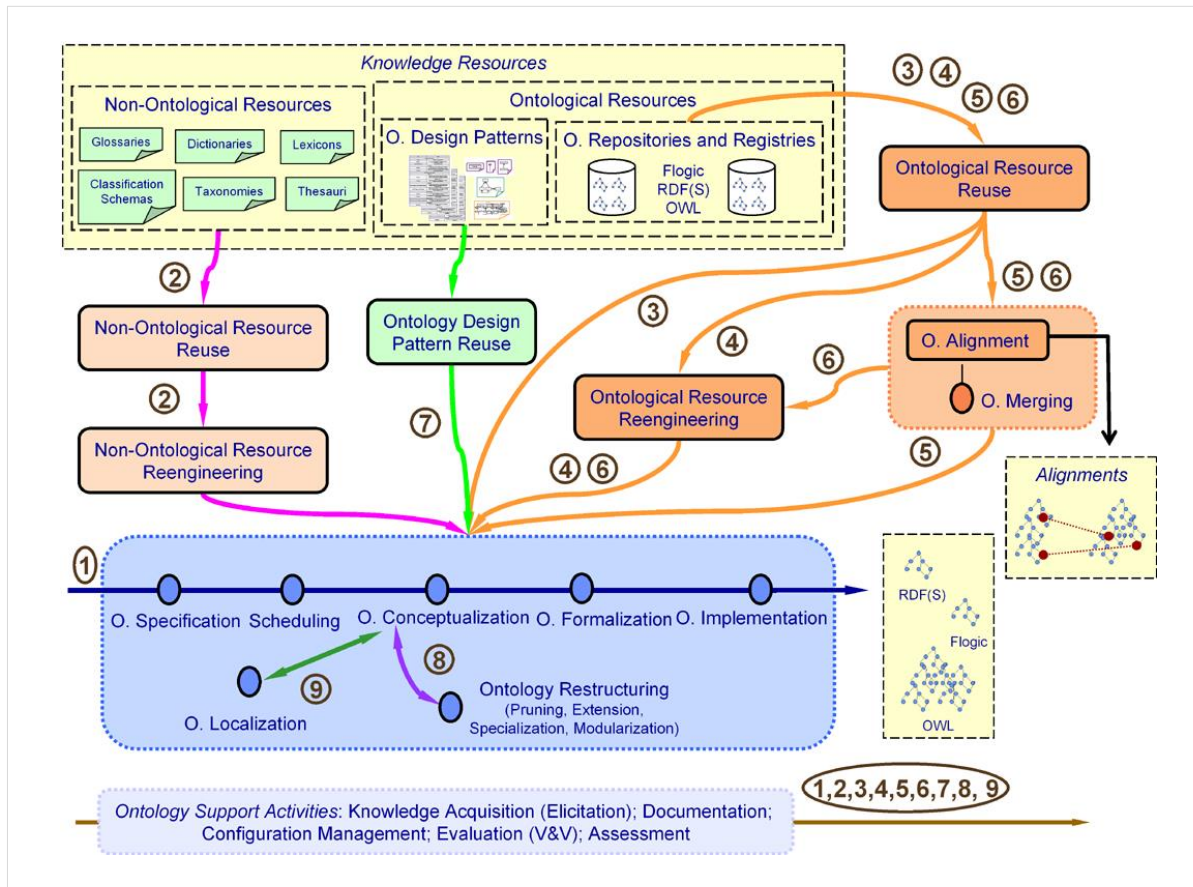 Knowledge Resources
Non-Ontological Resources
Glossaries
Dictionaries
Lexicons
Classification
Schemas
Taxonomies
Thesauri
Ontological Resources
O. Design Patterns
O. Repositories and Registries
Flogic
RDF(S)
OWL
3 4
5 6
Ontological Resource
Reuse
2
Non-Ontological Resource
Reuse
2
Non-Ontological Resource
Reengineering
Ontology Design
Pattern Reuse
7
3
4
5 6
O. Alignment
O. Merging
6
Ontological Resource
Reengineering
4 6
5
Alignments
1
O. Specification
Scheduling
O. Conceptualization
O. Formalization
O. Implementation
9
8
O. Localization
Ontology Restructuring
(Pruning, Extension,
Specialization, Modularization)
RDF(S)
Flogic
OWL
1,2,3,4,5,6,7,8, 9
Ontology Support Activities: Knowledge Acquisition (Elicitation); Documentation;
Configuration Management; Evaluation (V&V); Assessment